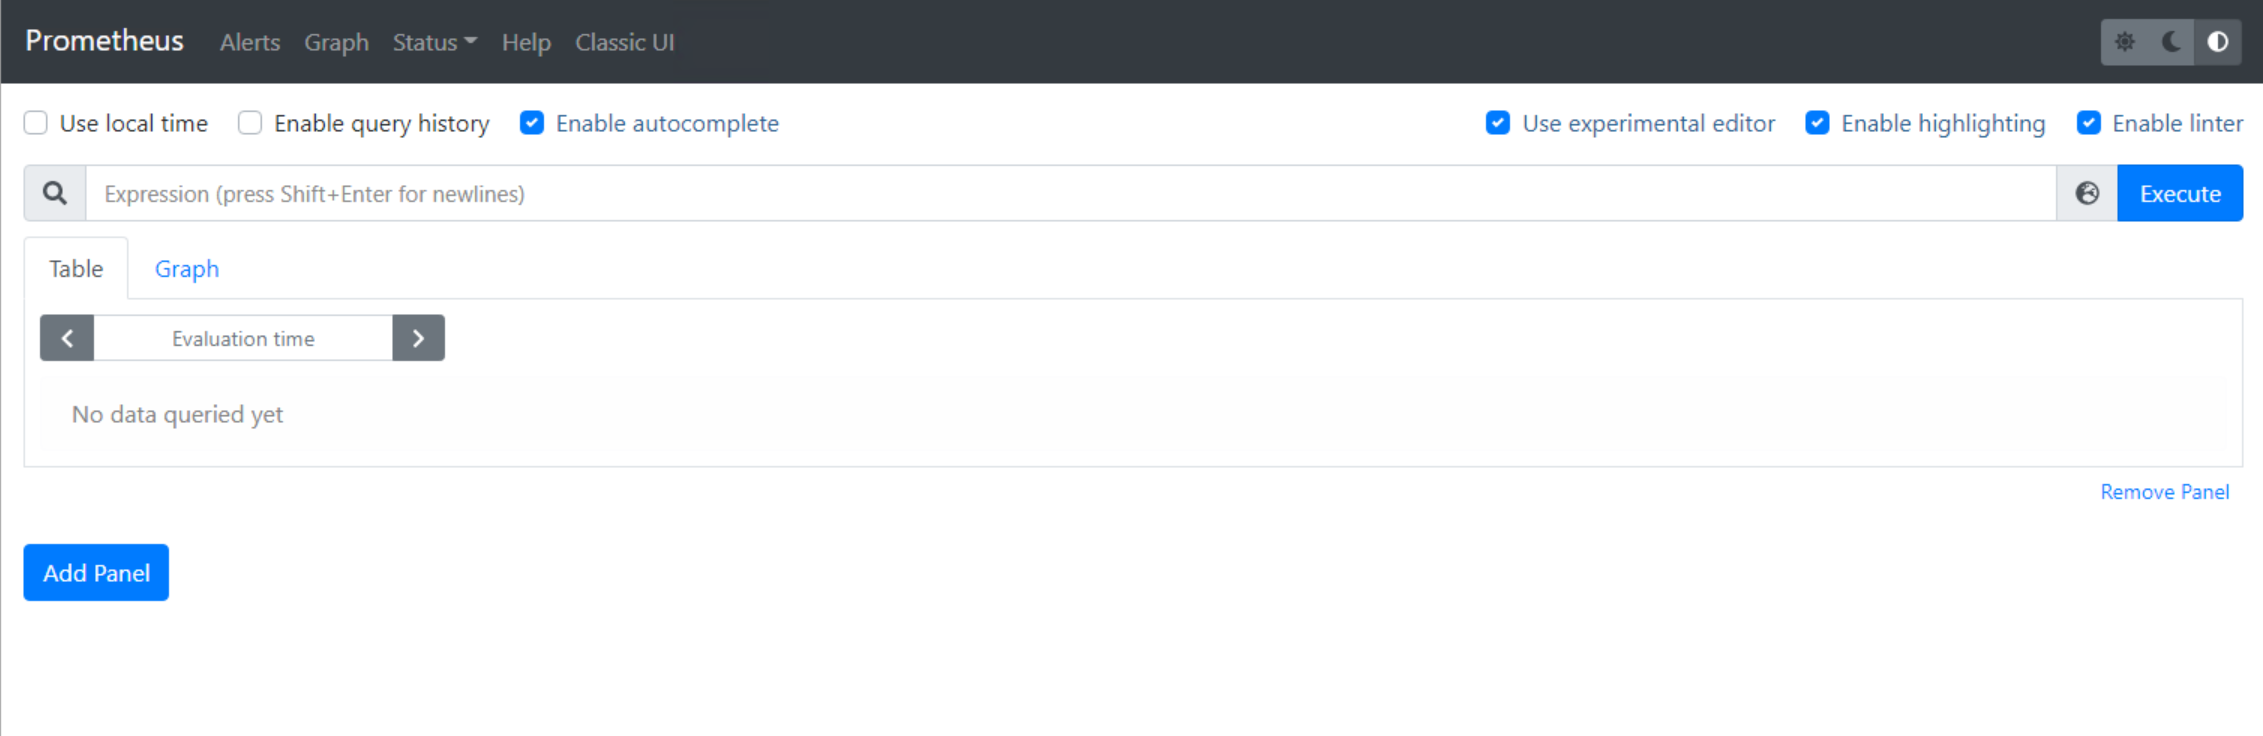 Prometheus Alerts Graph Status Help Classic UI
Use local time Enable query history Enable autocomplete Use experimental editor Enable highlighting Enable linter
Expression (press Shift+Enter for newlines) Execute
Table Graph
Evaluation time
No data queried yet
Remove Panel
Add Panel